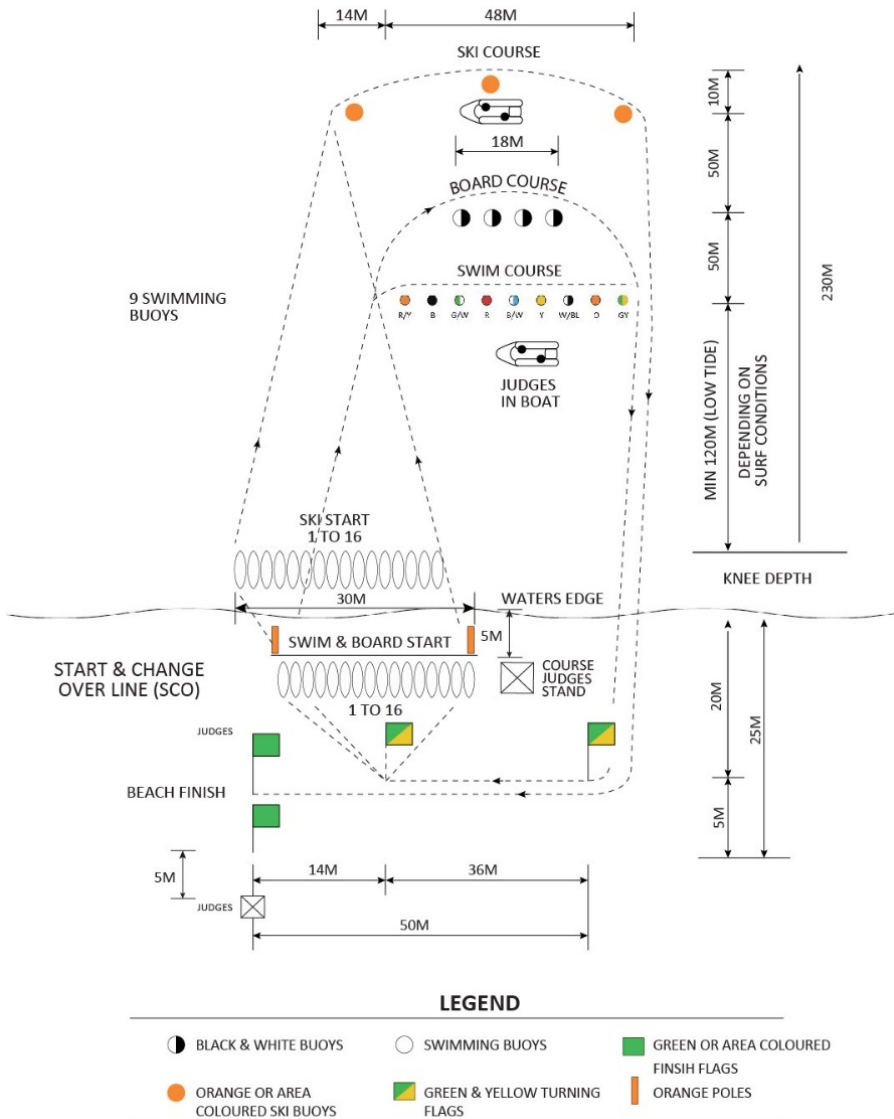 14M
48M
SKI COURSE
10M
18M
50M
BOARD COURSE
50M
230M
SWIM COURSE
9 SWIMMING
BUOYS
R/Y B G/W R B/W Y W/BL O GY
JUDGES
IN BOAT
MIN 120M (LOW TIDE)
DEPENDING ON
SURF CONDITIONS
SKI START
1 TO 16
KNEE DEPTH
30M
WATERS EDGE
5M
SWIM & BOARD START
START & CHANGE
OVER LINE (SCO)
COURSE
JUDGES
STAND
1 TO 16
20M
25M
JUDGES
BEACH FINISH
5M
5M
14M
36M
JUDGES
50M
LEGEND
BLACK & WHITE BUOYS
SWIMMING BUOYS
GREEN OR AREA COLOURED
FINSIH FLAGS
ORANGE OR AREA
COLOURED SKI BUOYS
GREEN & YELLOW TURNING
FLAGS
ORANGE POLES